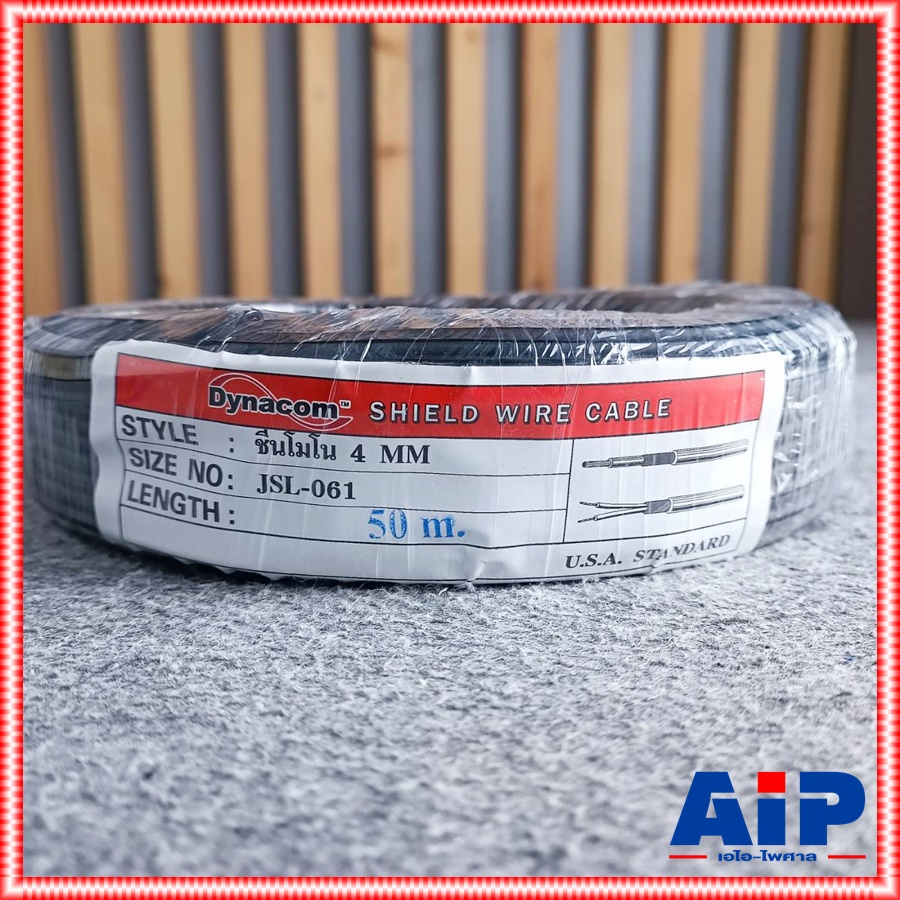 AiP
Dynacom™ SHIELD WIRE CABLE
STYLE : ชีนโมโน 4 MM
SIZE NO: JSL-061
LENGTH : 50 m.
U.S.A. STANDARD
AiP
เอไอ-ไพศาล